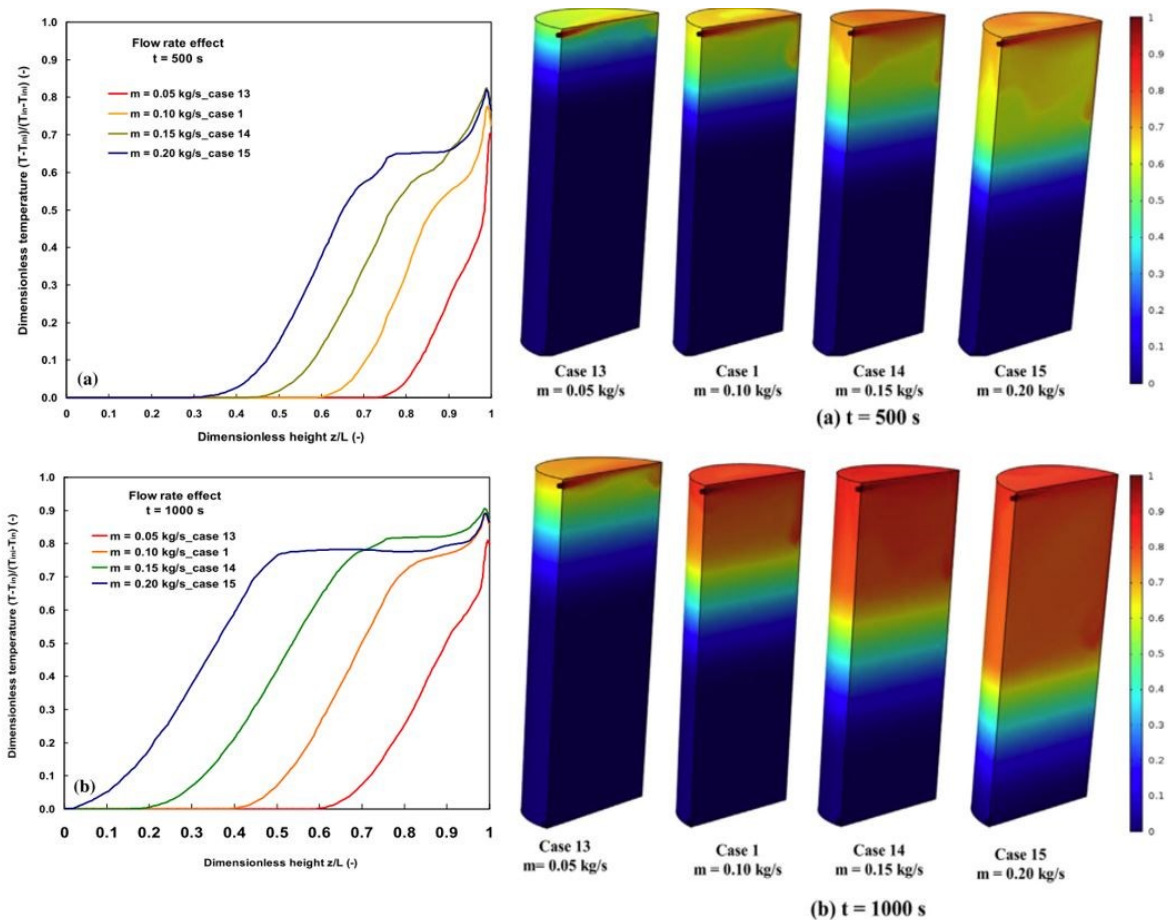 1.0
0.9
0.8
0.7
0.6
0.5
0.4
0.3
0.2
0.1
0.0
Dimensionless temperature (T-Tini)/(Tin-Tini) (-)
Flow rate effect
t = 500 s
m = 0.05 kg/s_case 13
m = 0.10 kg/s_case 1
m = 0.15 kg/s_case 14
m = 0.20 kg/s_case 15
(a)
0 0.1 0.2 0.3 0.4 0.5 0.6 0.7 0.8 0.9 1
Dimensionless height z/L (-)
1
0.9
0.8
0.7
0.6
0.5
0.4
0.3
0.2
0.1
0
Case 13
m = 0.05 kg/s
Case 1
m = 0.10 kg/s
Case 14
m = 0.15 kg/s
Case 15
m = 0.20 kg/s
(a) t = 500 s
1.0
0.9
0.8
0.7
0.6
0.5
0.4
0.3
0.2
0.1
0.0
Dimensionless temperature (T-Tin)/(Tini-Tin) (-)
Flow rate effect
t = 1000 s
m = 0.05 kg/s_case 13
m = 0.10 kg/s_case 1
m = 0.15 kg/s_case 14
m = 0.20 kg/s_case 15
(b)
0 0.1 0.2 0.3 0.4 0.5 0.6 0.7 0.8 0.9 1
Dimensionless height z/L (-)
1
0.9
0.8
0.7
0.6
0.5
0.4
0.3
0.2
0.1
0
Case 13
m= 0.05 kg/s
Case 1
m = 0.10 kg/s
Case 14
m = 0.15 kg/s
Case 15
m = 0.20 kg/s
(b) t = 1000 s